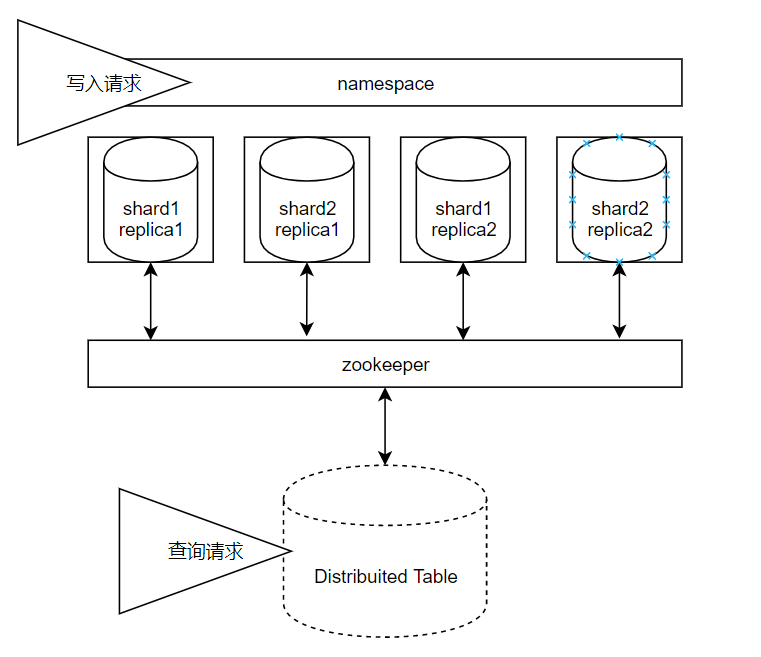 写入请求
namespace
shard1
replica1
shard2
replica1
shard1
replica2
shard2
replica2
zookeeper
查询请求
Distribuited Table